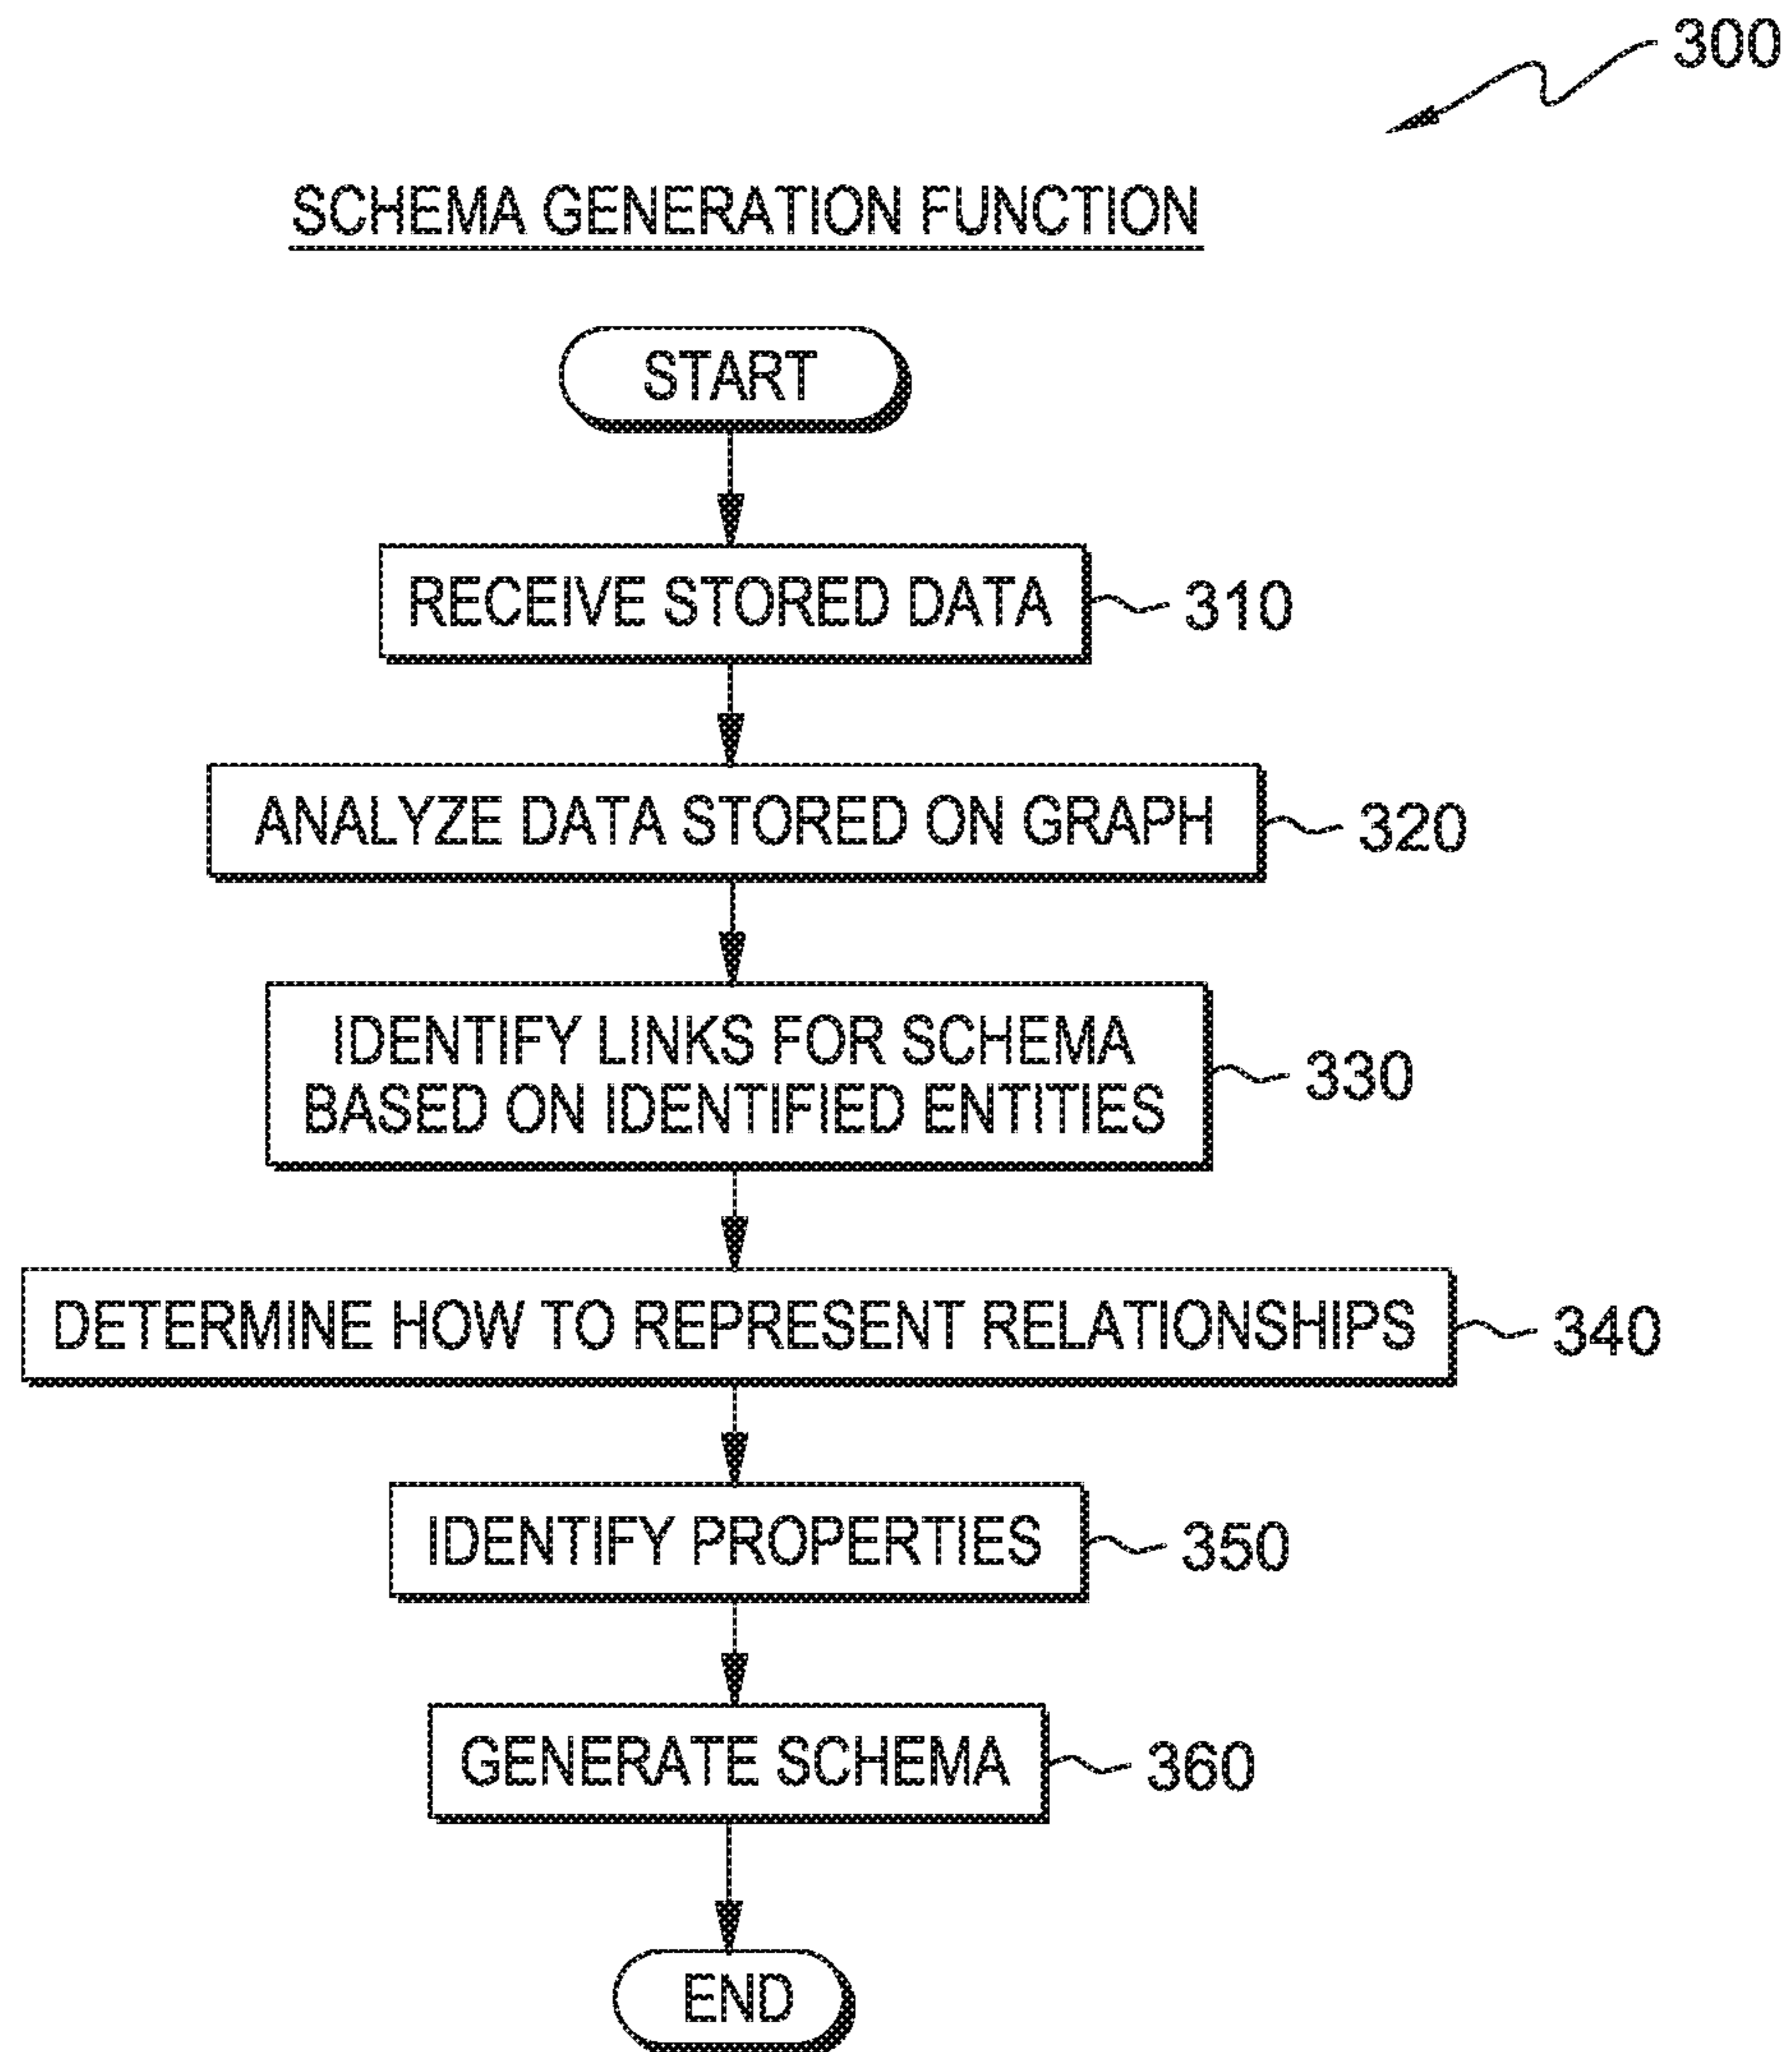 300
SCHEMA GENERATION FUNCTION
START
RECEIVE STORED DATA
310
ANALYZE DATA STORED ON GRAPH
320
IDENTIFY LINKS FOR SCHEMA
BASED ON IDENTIFIED ENTITIES
330
DETERMINE HOW TO REPRESENT RELATIONSHIPS
340
IDENTIFY PROPERTIES
350
GENERATE SCHEMA
360
END